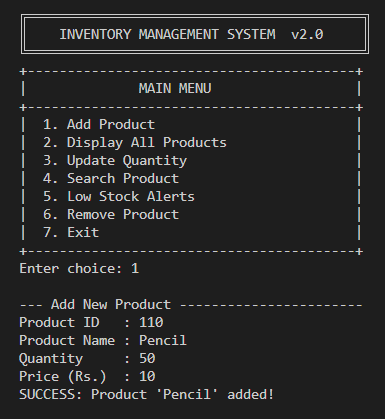 INVENTORY MANAGEMENT SYSTEM  v2.0
MAIN MENU
1. Add Product
2. Display All Products
3. Update Quantity
4. Search Product
5. Low Stock Alerts
6. Remove Product
7. Exit
Enter choice: 1
--- Add New Product -----------------------
Product ID   : 110
Product Name : Pencil
Quantity     : 50
Price (Rs.)  : 10
SUCCESS: Product 'Pencil' added!